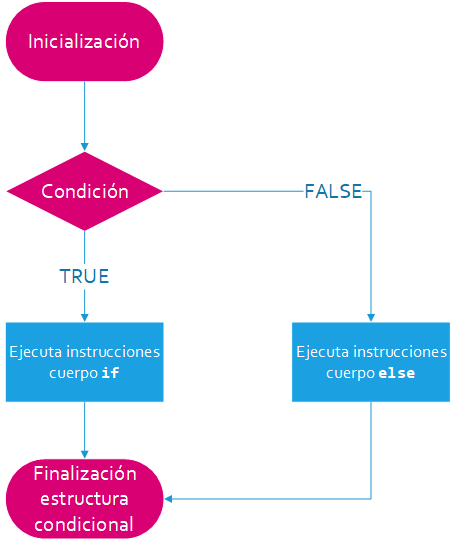 Inicialización
Condición
FALSE
TRUE
Ejecuta instrucciones
cuerpo if
Ejecuta instrucciones
cuerpo else
Finalización
estructura
condicional